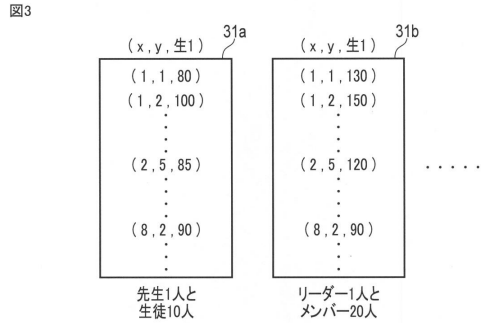 図3
31a
(x,y,生1)
(1,1,80)
(1,2,100)
(2,5,85)
(8,2,90)
先生1人と
生徒10人
31b
(x,y,生1)
(1,1,130)
(1,2,150)
(2,5,120)
(8,2,90)
リーダー1人と
メンバー20人